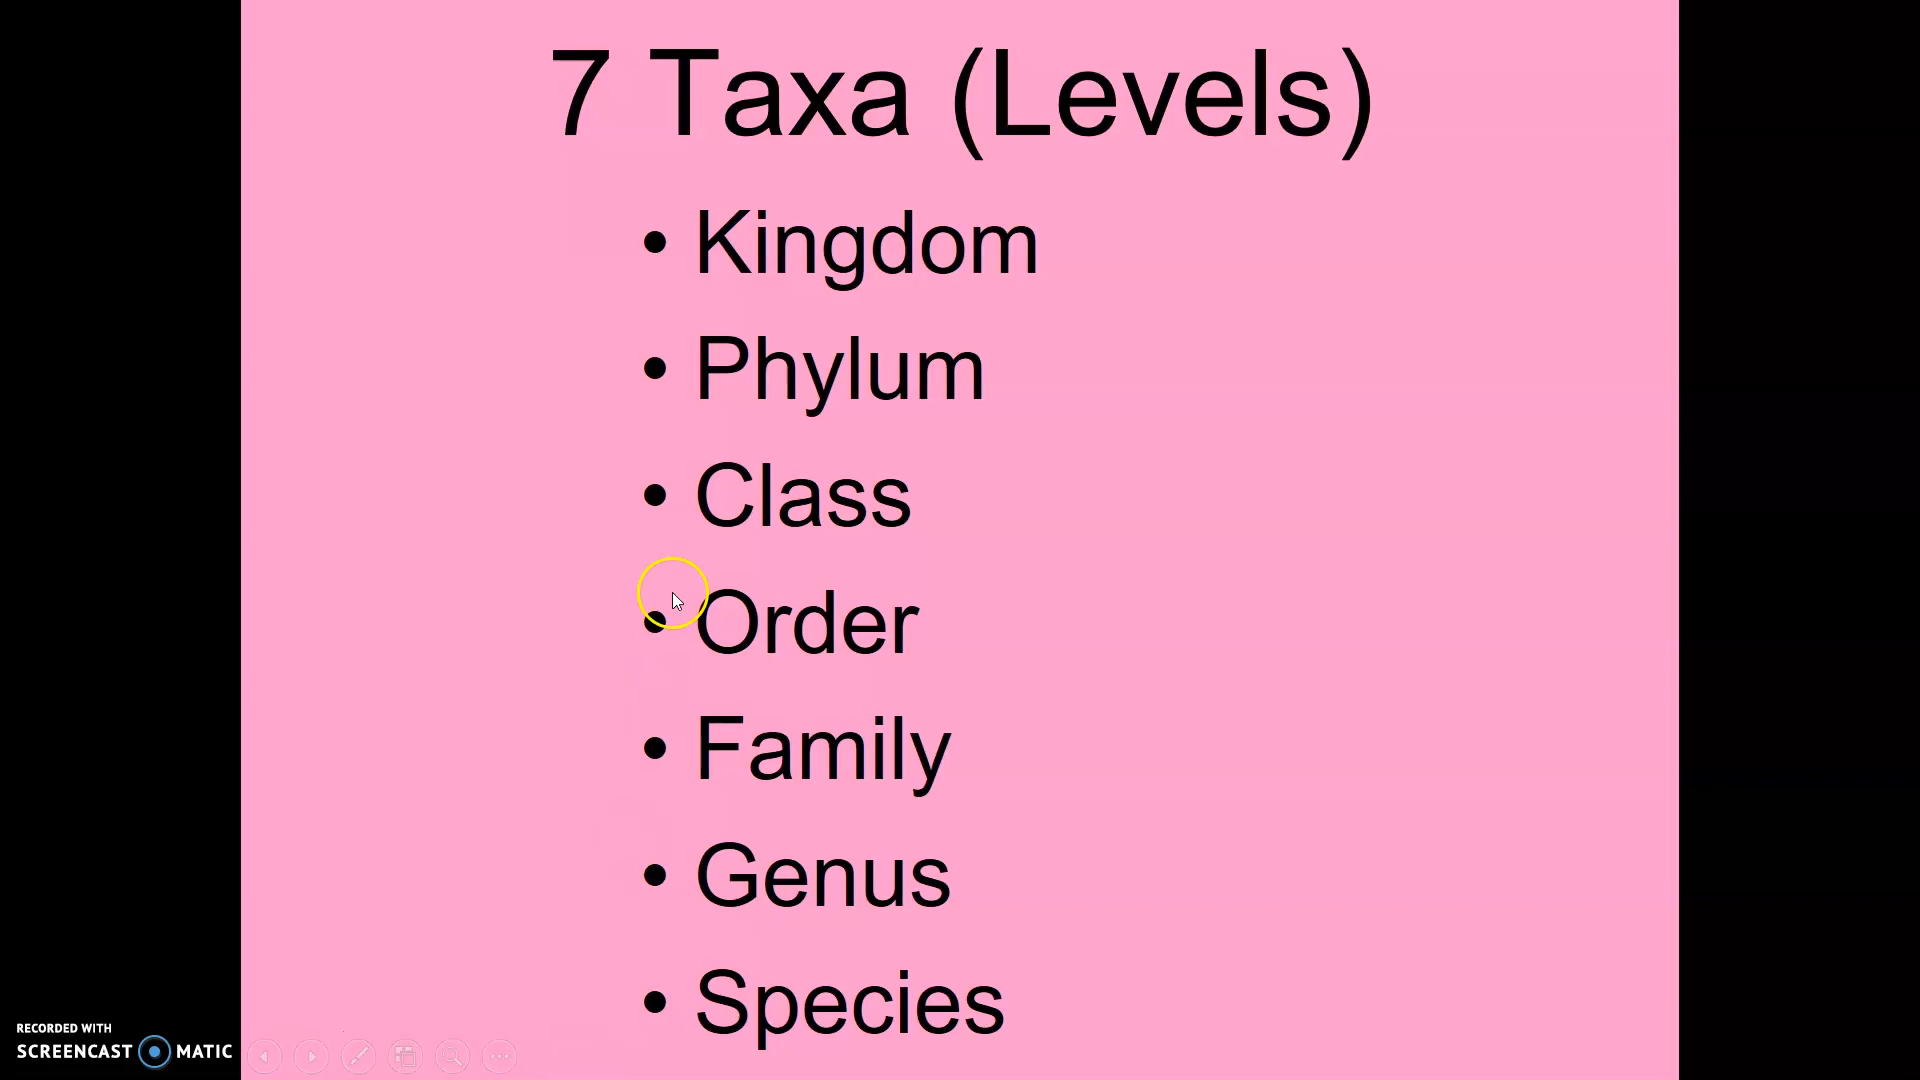 7 Taxa (Levels)
• Kingdom
• Phylum
• Class
• Order
• Family
• Genus
• Species
RECORDED WITH
SCREENCAST MATIC